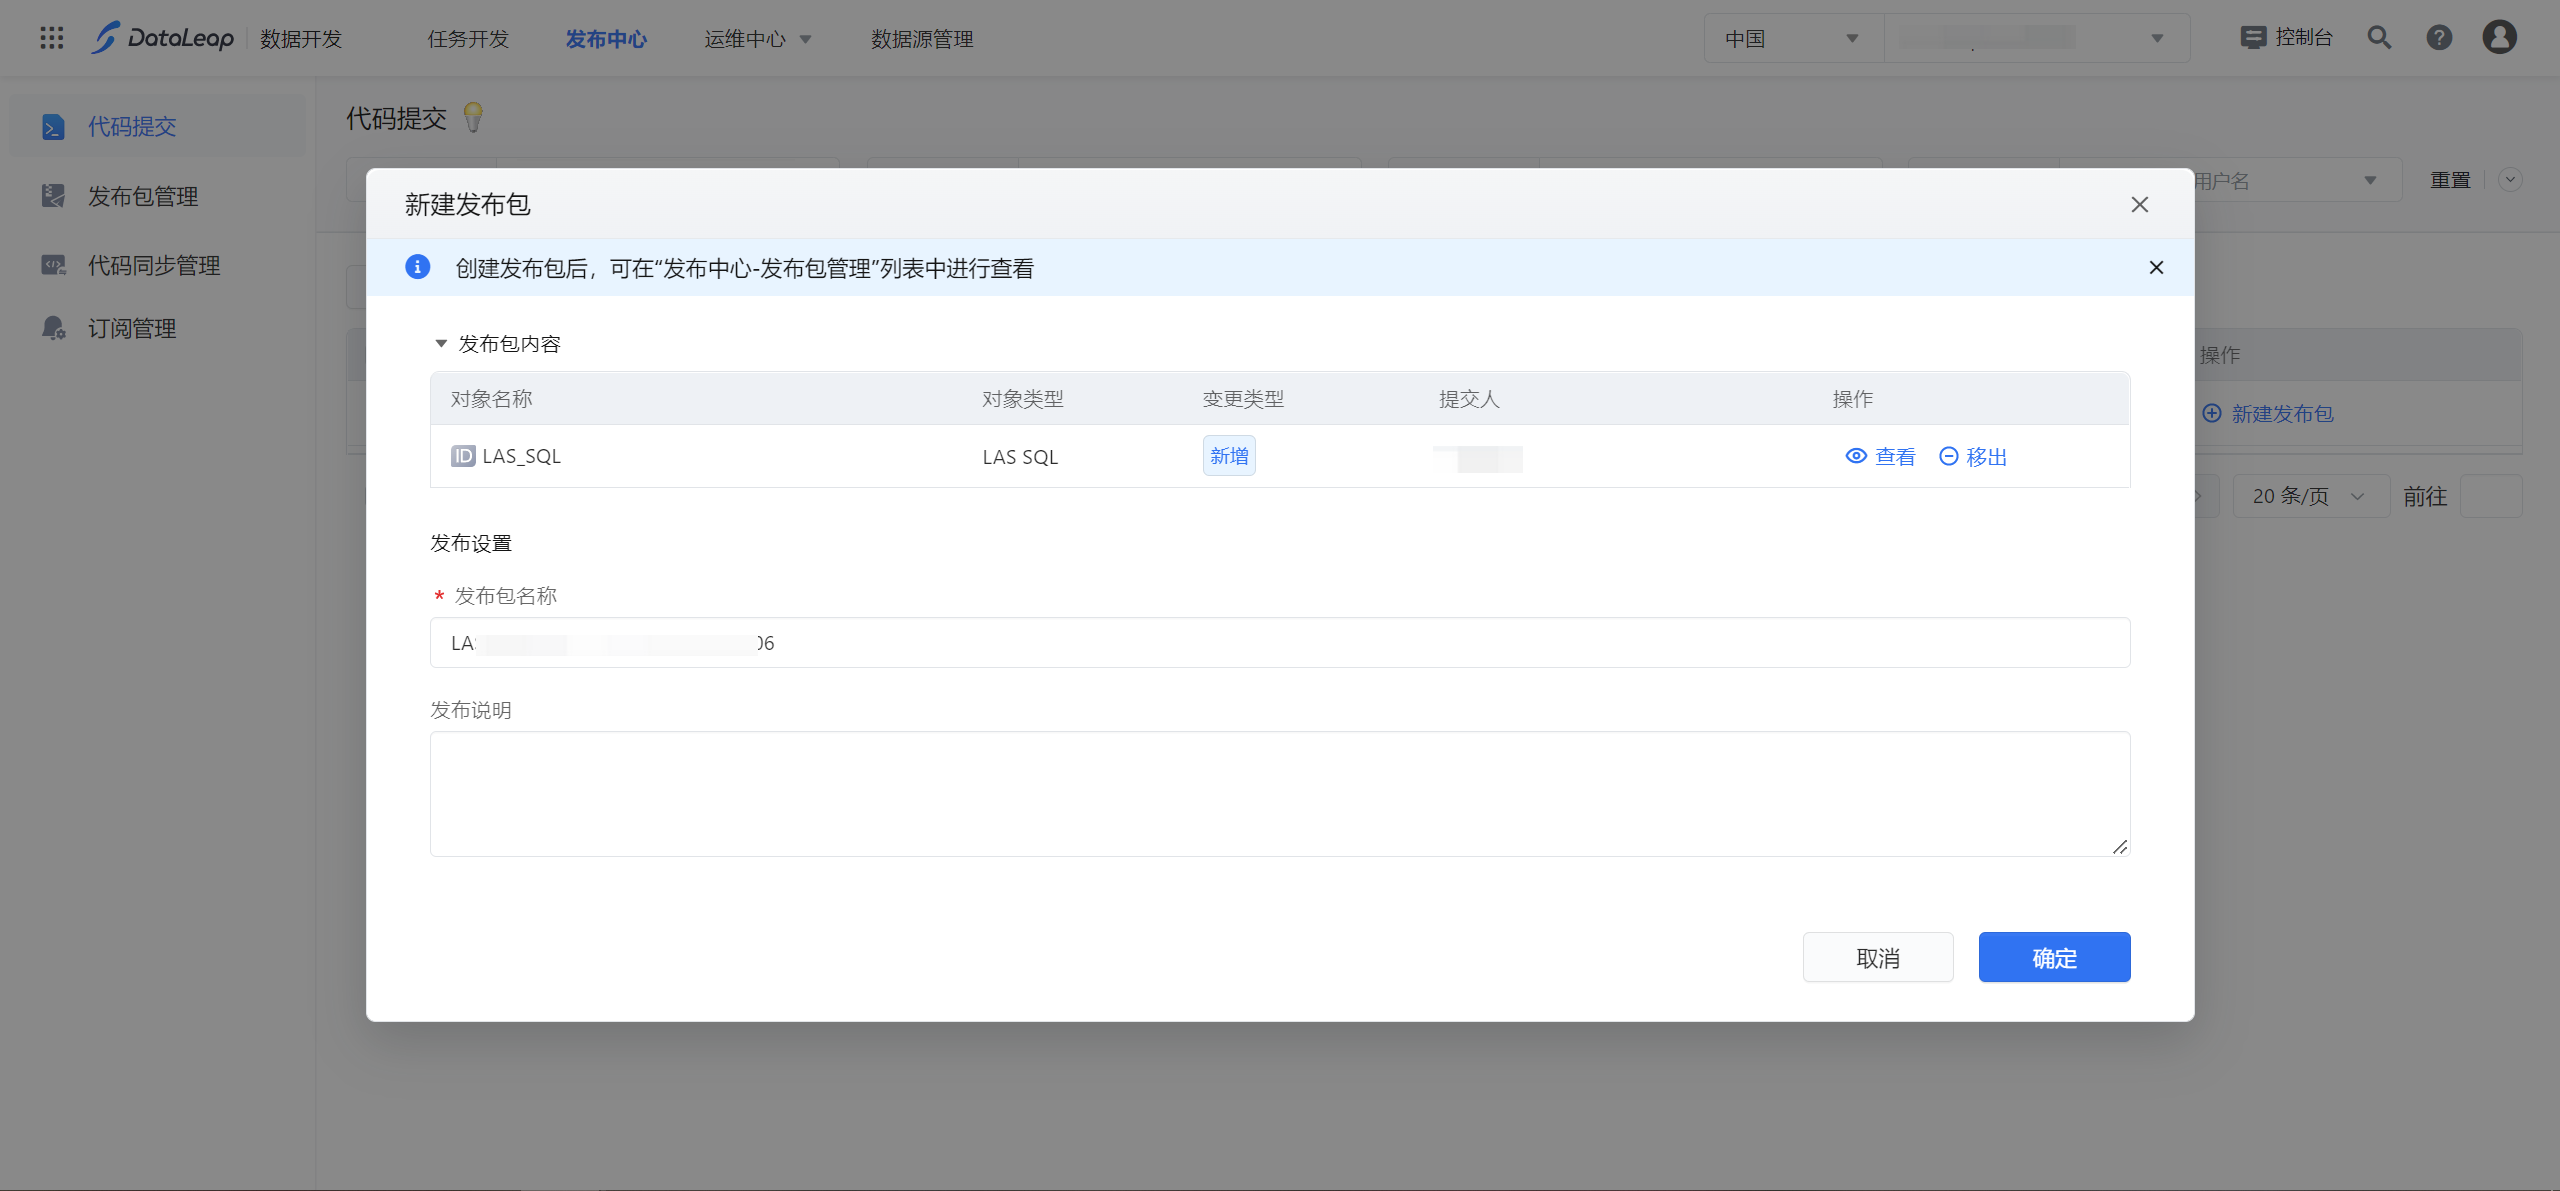 DataLeap 数据开发 任务开发 发布中心 运维中心 数据源管理 中国 控制台
代码提交
发布包管理
代码同步管理
订阅管理
代码提交
用户名 重置
操作
新建发布包
20 条/页 前往
新建发布包
创建发布包后，可在“发布中心-发布包管理”列表中进行查看
发布包内容
对象名称 对象类型 变更类型 提交人 操作
ID LAS_SQL LAS SQL 新增 查看 移出
发布设置
* 发布包名称
LAS 06
发布说明
取消 确定